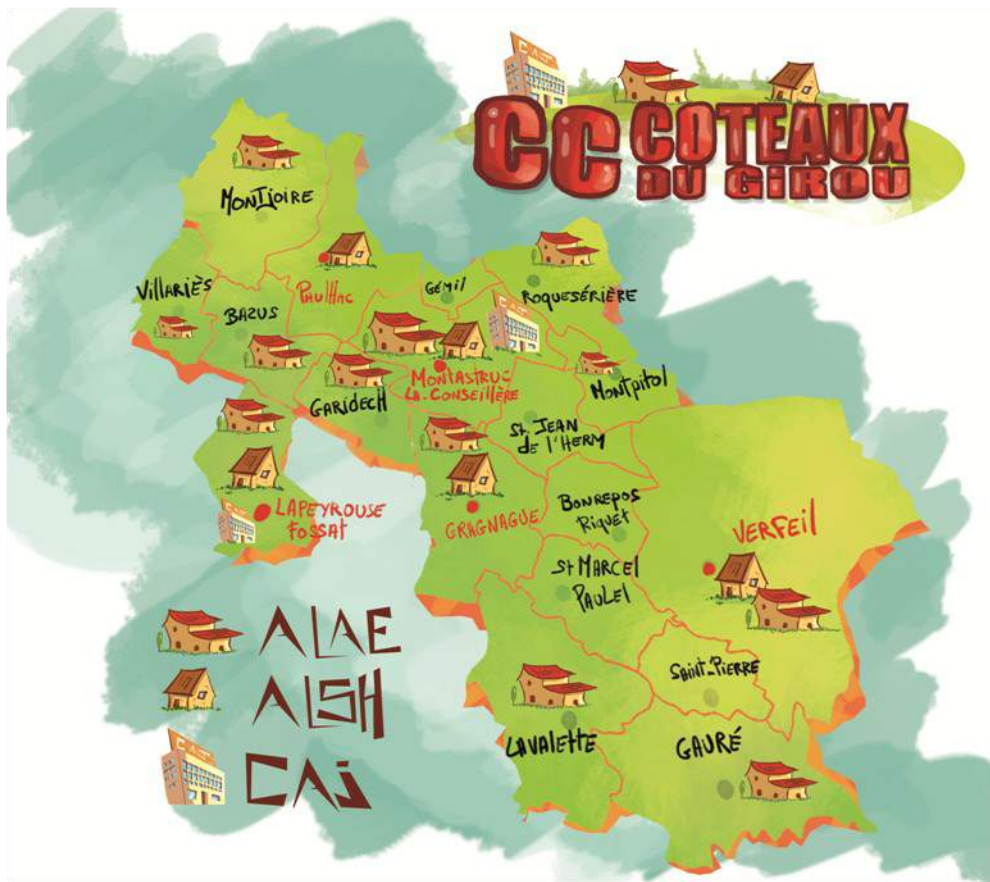 CC COTEAUX
DU GIROU
MONTJOIRE
VILLARIÈS
BAZUS
PAULHAC
GÉMIL
ROQUESÉRIÈRE
GARIDECH
MONTASTRUC
LA.CONSEILLÈRE
MONTPITOL
ST. JEAN
de L'HERM
LAPEYROUSE
FOSSAT
GRAGNAGUE
BONREPOS
RIQUET
VERFEIL
St MARCEL
PAULEL
SAINT-PIERRE
LAVALETTE
GAURÉ
ALAE
ALSH
CAJ